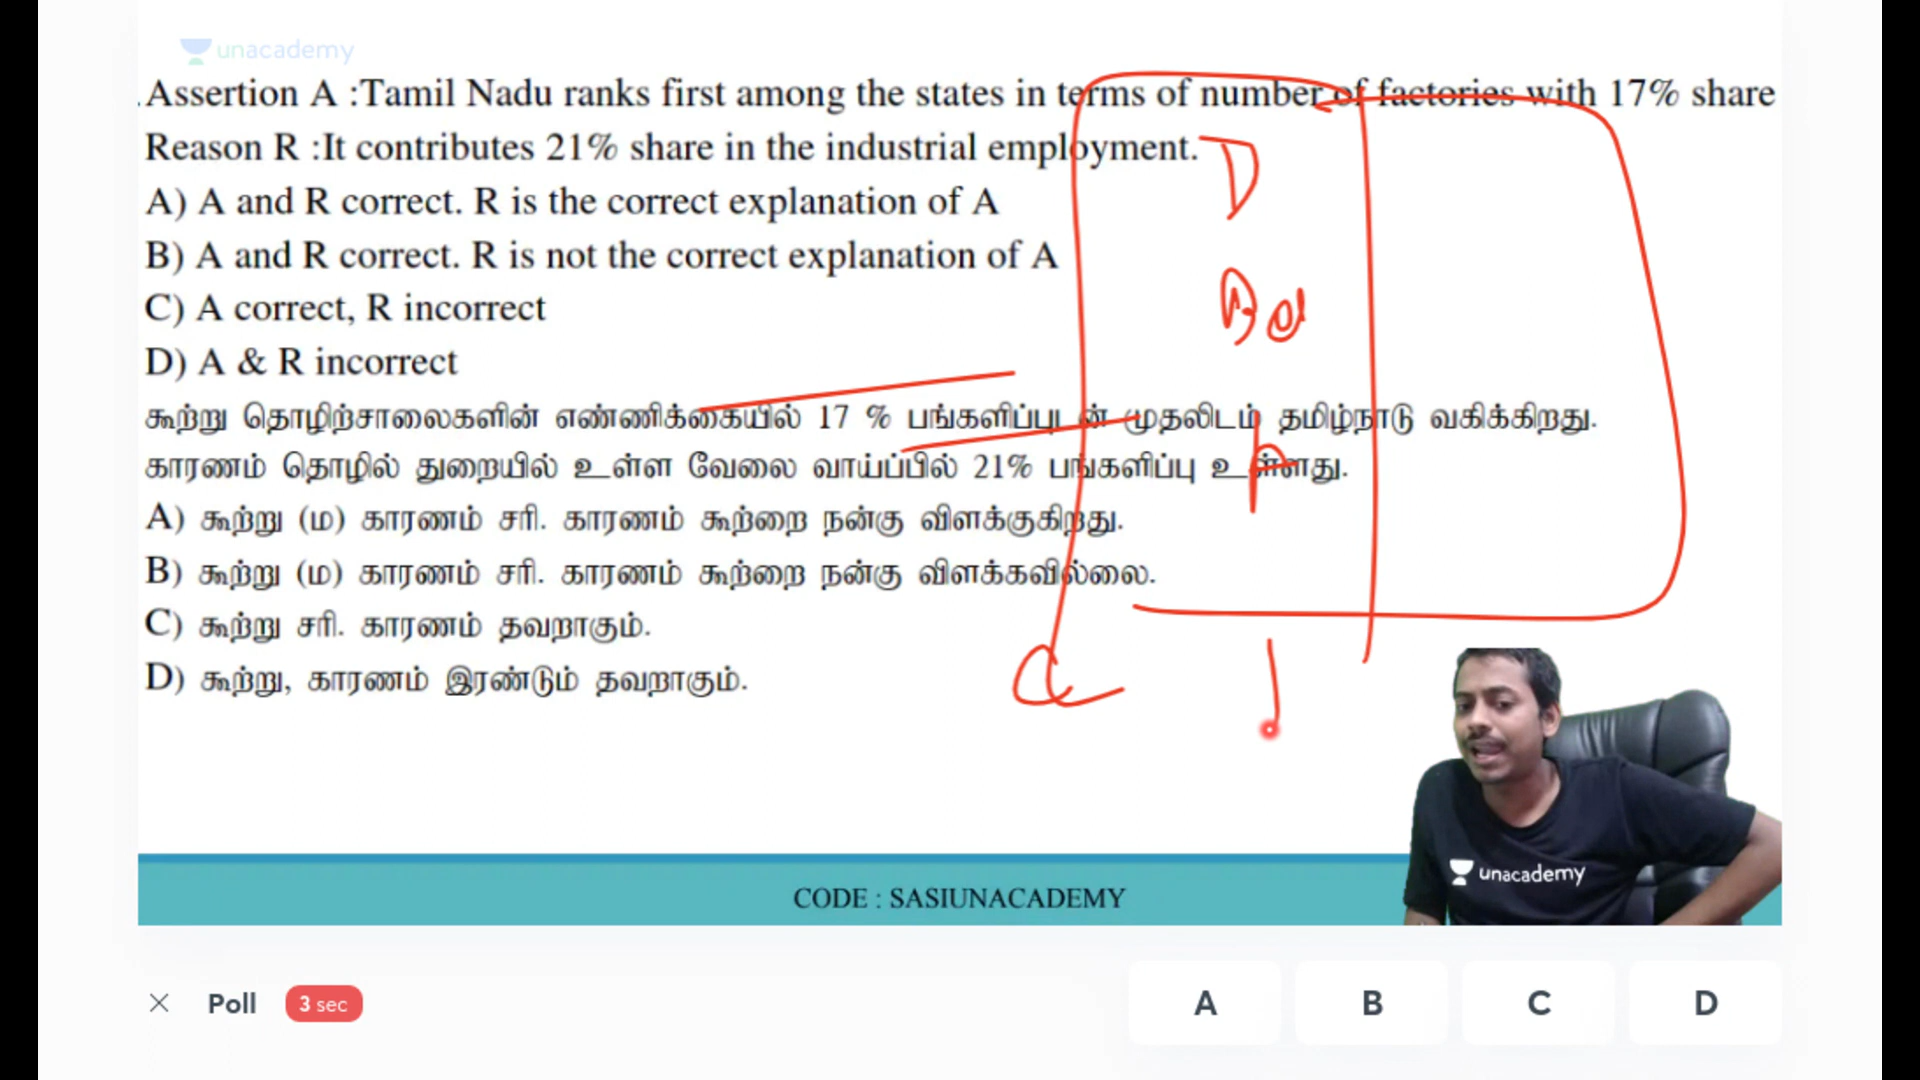 unacademy
.Assertion A :Tamil Nadu ranks first among the states in terms of number of factories with 17% share
Reason R :It contributes 21% share in the industrial employment.
A) A and R correct. R is the correct explanation of A
B) A and R correct. R is not the correct explanation of A
C) A correct, R incorrect
D) A & R incorrect
கூற்று தொழிற்சாலைகளின் எண்ணிக்கையில் 17 % பங்களிப்புடன் முதலிடம் தமிழ்நாடு வகிக்கிறது.
காரணம் தொழில் துறையில் உள்ள வேலை வாய்ப்பில் 21% பங்களிப்பு உள்ளது.
A) கூற்று (ம) காரணம் சரி. காரணம் கூற்றை நன்கு விளக்குகிறது.
B) கூற்று (ம) காரணம் சரி. காரணம் கூற்றை நன்கு விளக்கவில்லை.
C) கூற்று சரி. காரணம் தவறாகும்.
D) கூற்று, காரணம் இரண்டும் தவறாகும்.
unacademy
CODE : SASIUNACADEMY
Poll 3 sec A B C D